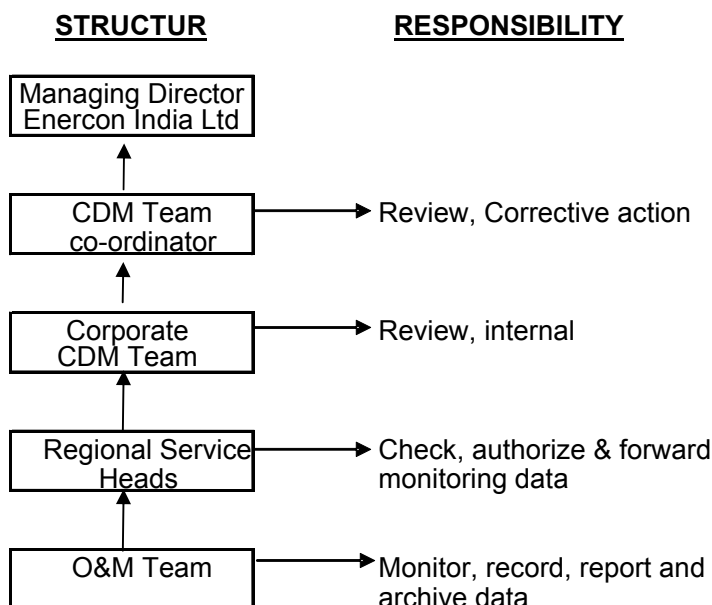 STRUCTUR RESPONSIBILITY
Managing Director
Enercon India Ltd
CDM Team
co-ordinator
Review, Corrective action
Corporate
CDM Team
Review, internal
Regional Service
Heads
Check, authorize & forward
monitoring data
O&M Team
Monitor, record, report and
archive data